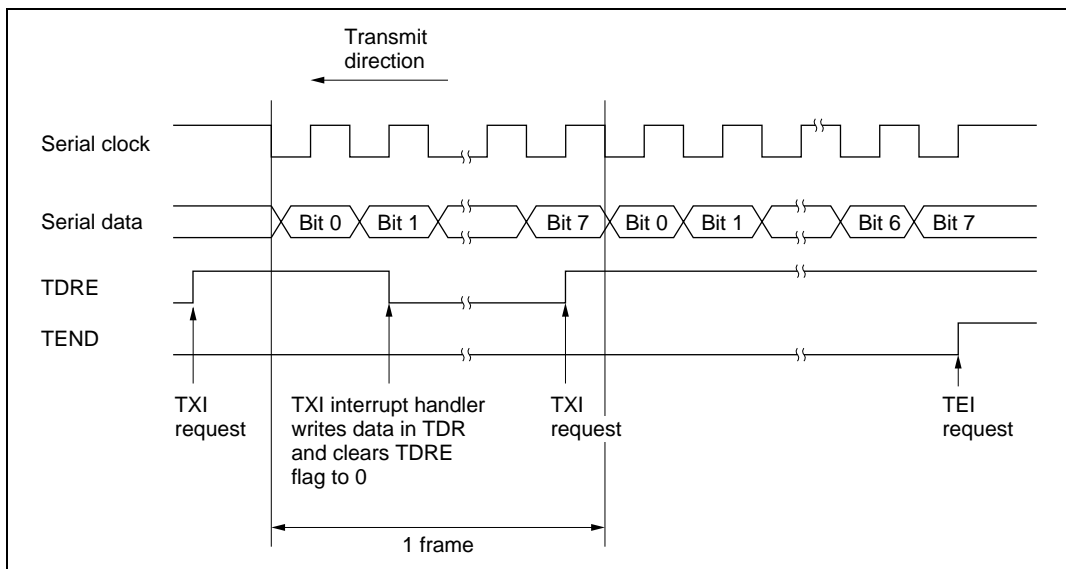 Transmit
direction
Serial clock
Serial data
Bit 0 Bit 1 Bit 7 Bit 0 Bit 1 Bit 6 Bit 7
TDRE
TEND
TXI
request
TXI interrupt handler
writes data in TDR
and clears TDRE
flag to 0
TXI
request
TEI
request
1 frame